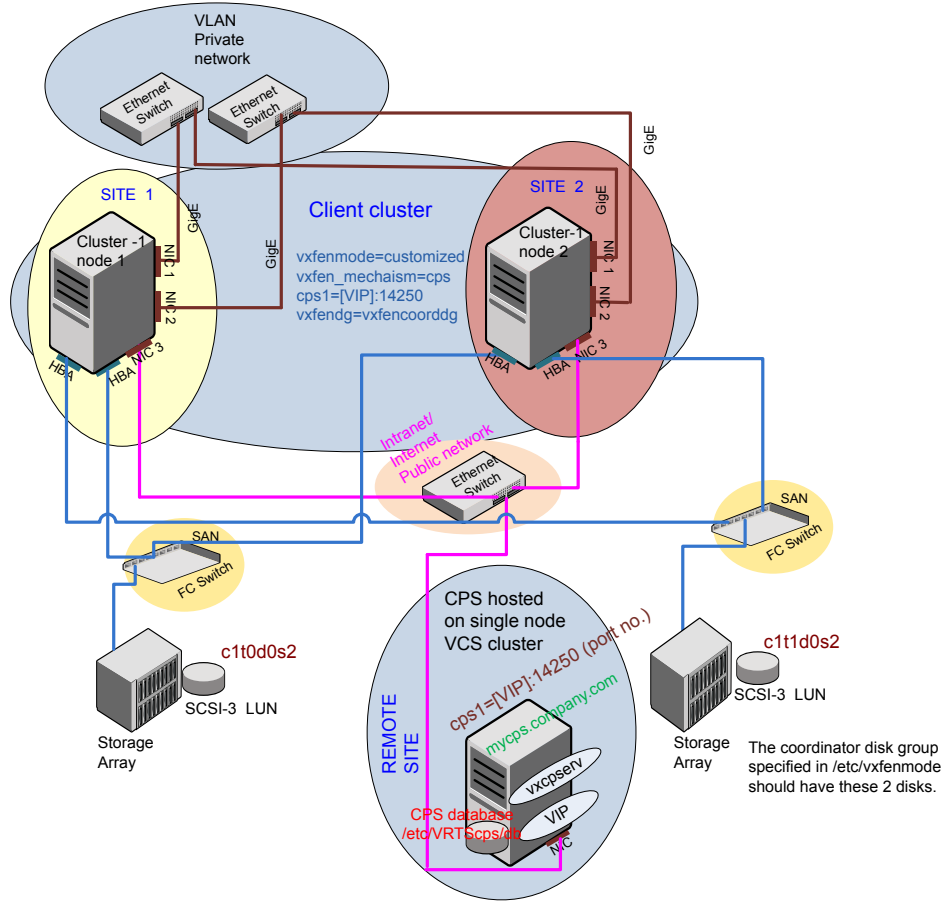 VLAN
Private
network
Ethernet
Switch
Ethernet
Switch
GigE
GigE
GigE
GigE
SITE 1
SITE 2
Client cluster
Cluster -1
node 1
NIC 1
NIC 2
NIC 3
HBA
HBA
vxfenmode=customized
vxfen_mechaism=cps
cps1=[VIP]:14250
vxfendg=vxfencoorddg
Cluster-1
node 2
NIC 1
NIC 2
NIC 3
HBA
HBA
Intranet/
Internet
Public network
Ethernet
Switch
SAN
FC Switch
SAN
FC Switch
c1t0d0s2
SCSI-3 LUN
Storage
Array
CPS hosted
on single node
VCS cluster
cps1=[VIP]:14250 (port no.)
mycps.company.com
REMOTE
SITE
vxcpserv
VIP
CPS database
/etc/VRTScps/db
NIC
c1t1d0s2
SCSI-3 LUN
Storage
Array
The coordinator disk group
specified in /etc/vxfenmode
should have these 2 disks.